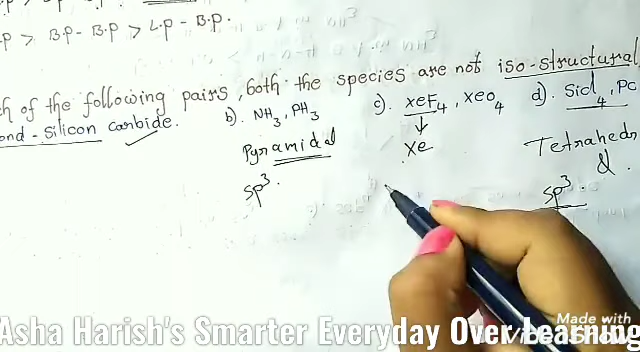 p > B.P - B.P > L.P - B.P.
h of the following pairs, both the species are not iso-structural
ond - Silicon carbide. b). NH3, PH3 c). XeF4, XeO4 d). SiCl4, PC
Pyramidal ↓ Tetrahedr
Xe
sp3. sp3.
Asha Harish's Smarter Everyday Over Learning
Made with